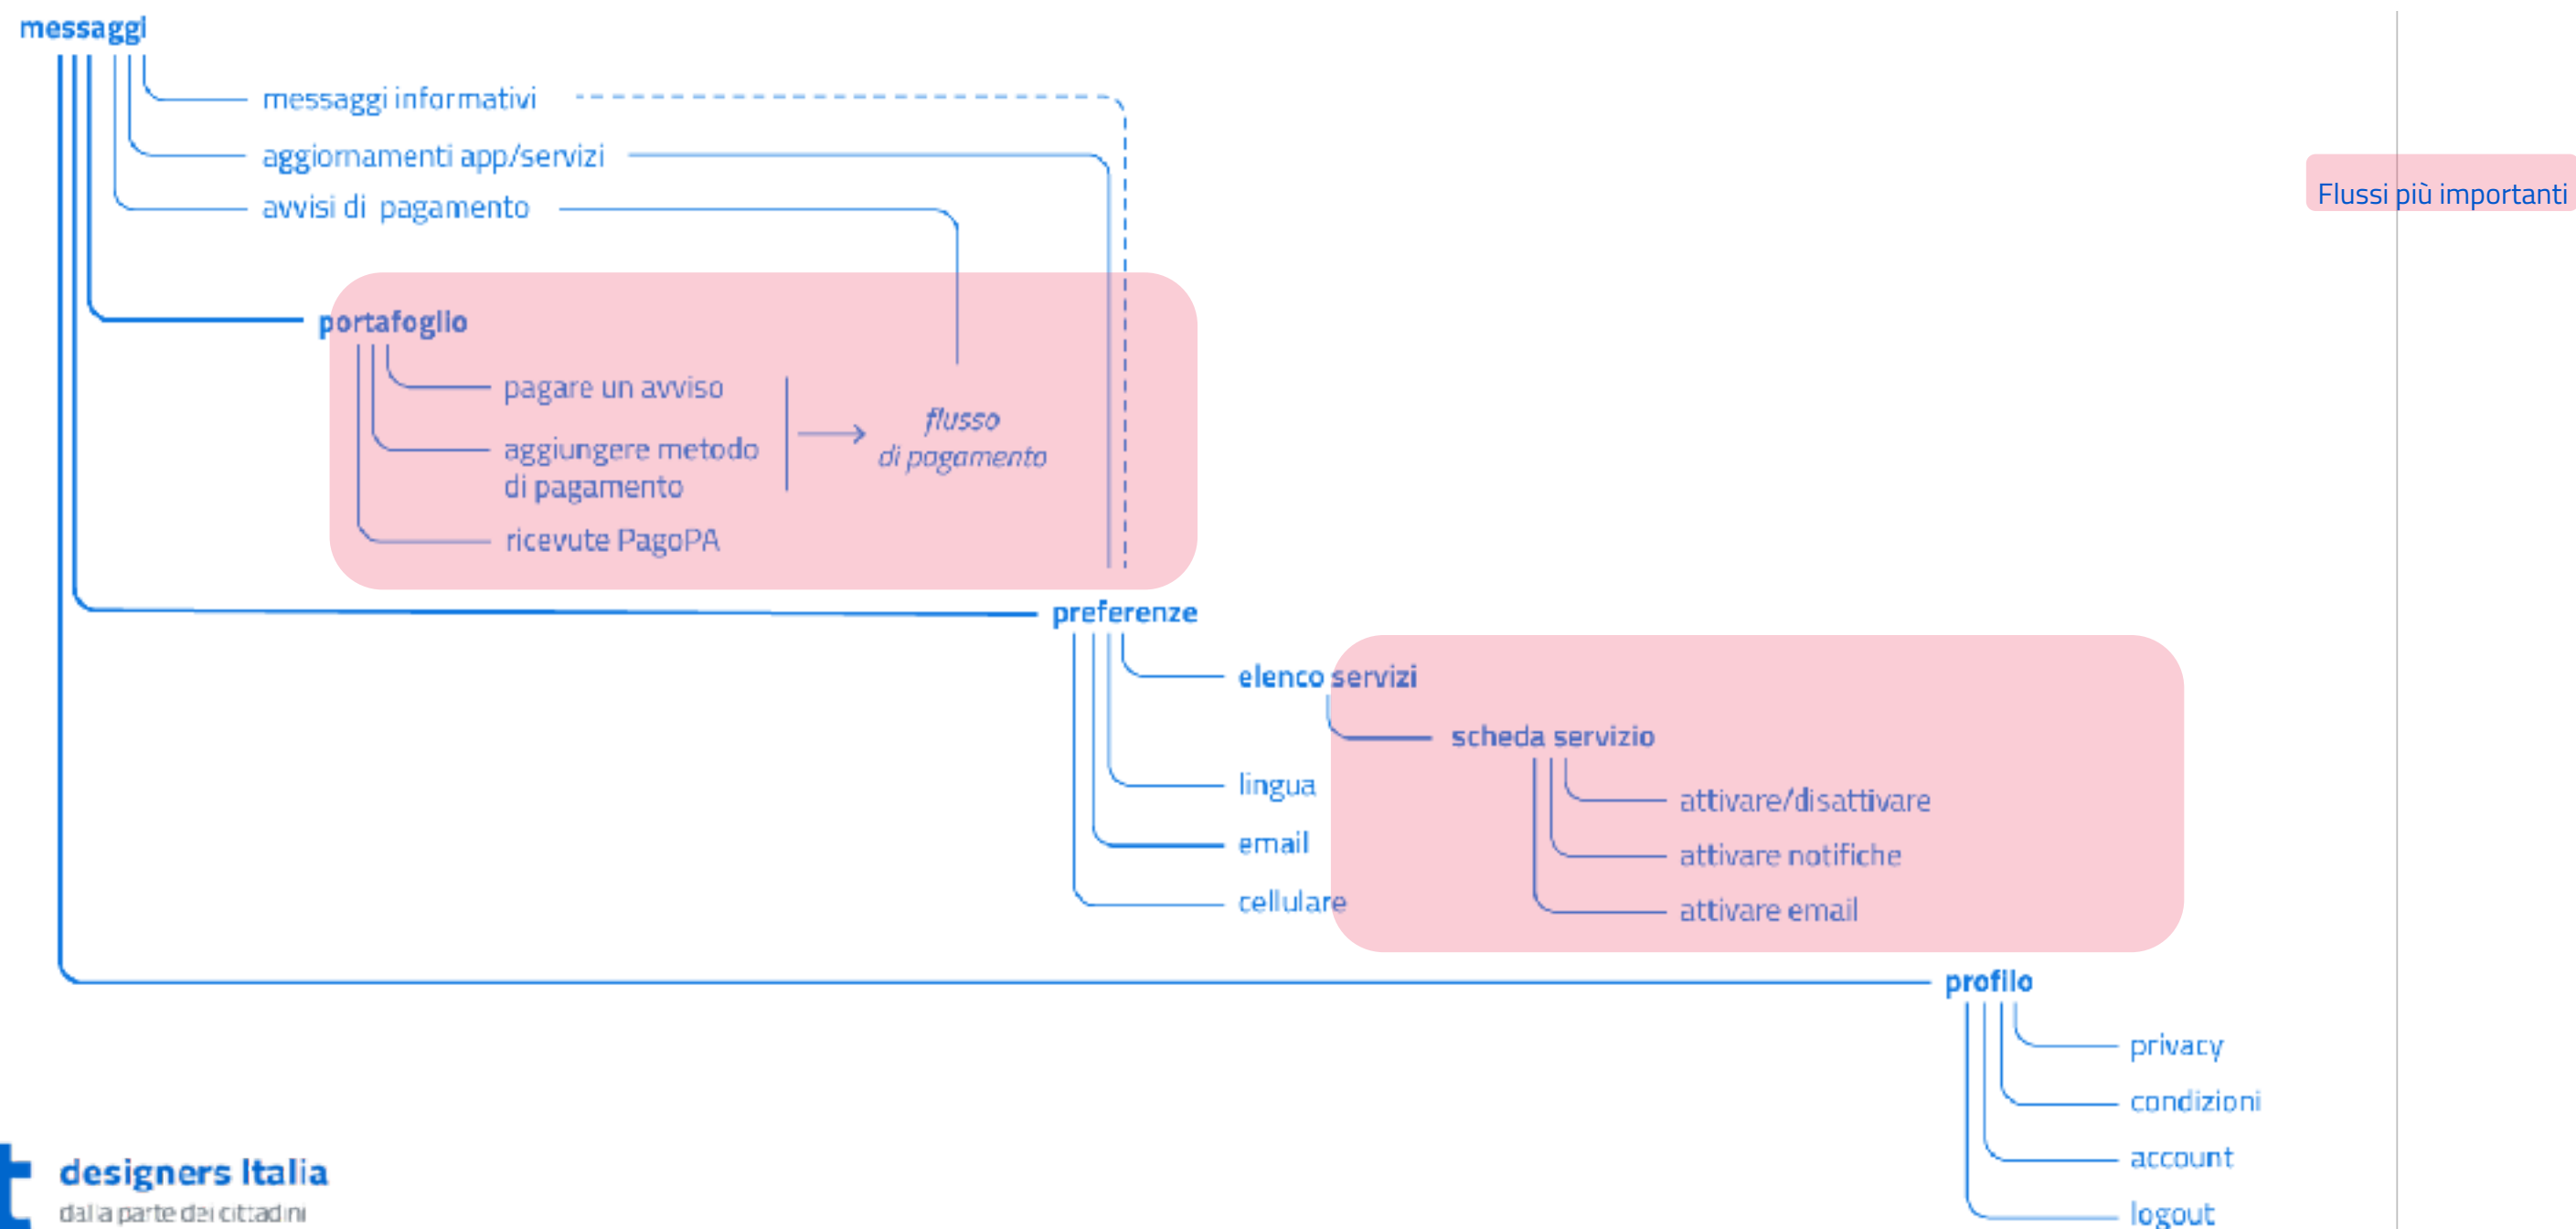 messaggi
messaggi informativi
aggiornamenti app/servizi
avvisi di pagamento
Flussi più importanti
portafoglio
pagare un avviso
aggiungere metodo
di pagamento
ricevute PagoPA
flusso
di pagamento
preferenze
elenco servizi
scheda servizio
attivare/disattivare
attivare notifiche
attivare email
lingua
email
cellulare
profilo
privacy
condizioni
account
logout
t
designers Italia
dalla parte dei cittadini